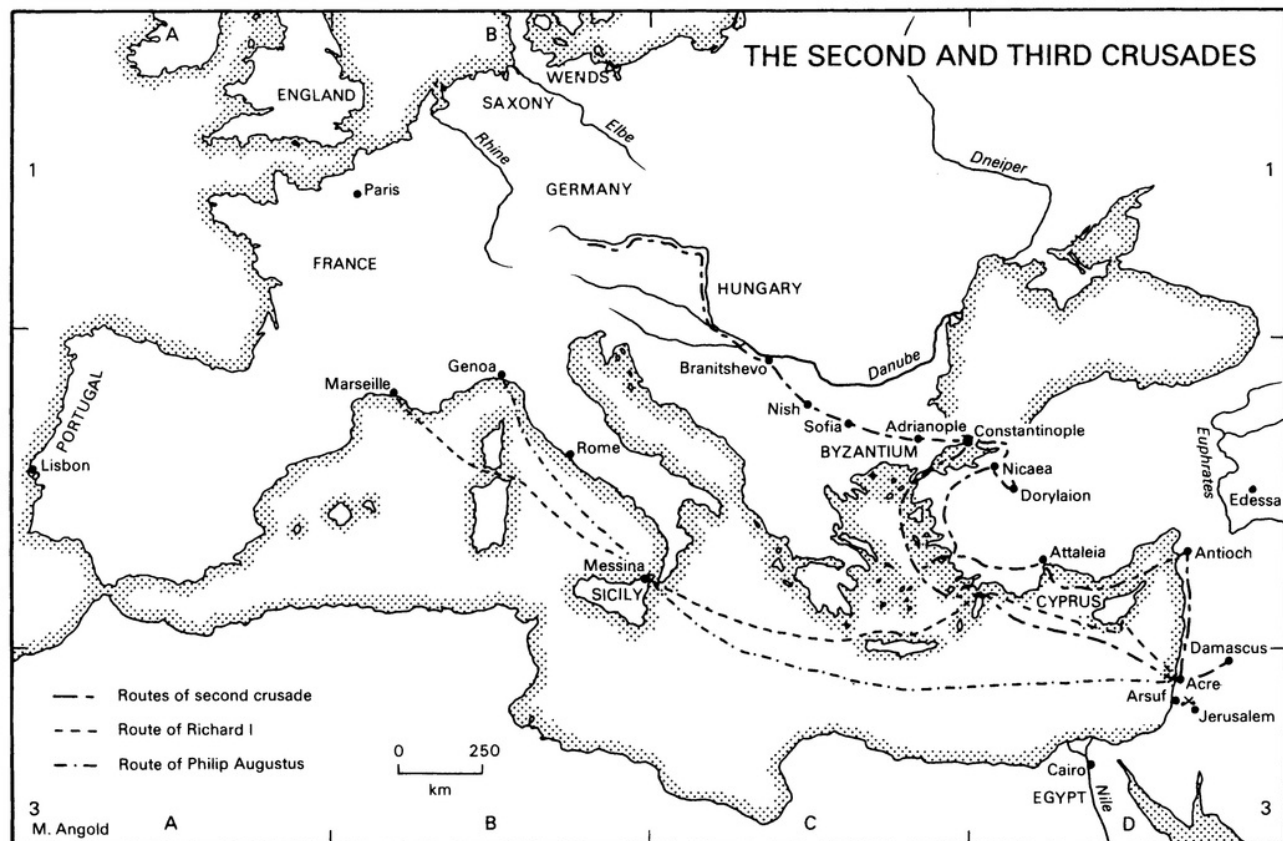 A
B
THE SECOND AND THIRD CRUSADES
WENDS
ENGLAND
SAXONY
Elbe
Rhine
Dneiper
1
1
Paris
GERMANY
FRANCE
HUNGARY
Genoa
Branitshevo
Danube
Marseille
PORTUGAL
Nish
Sofia
Adrianople
Constantinople
Rome
BYZANTIUM
Euphrates
Lisbon
Nicaea
Dorylaion
Edessa
Attaleia
Antioch
Messina
SICILY
CYPRUS
Damascus
Routes of second crusade
Acre
Arsuf
Jerusalem
Route of Richard I
0 250
km
Route of Philip Augustus
Cairo
EGYPT
Nile
3
3
M. Angold
A
B
C
D